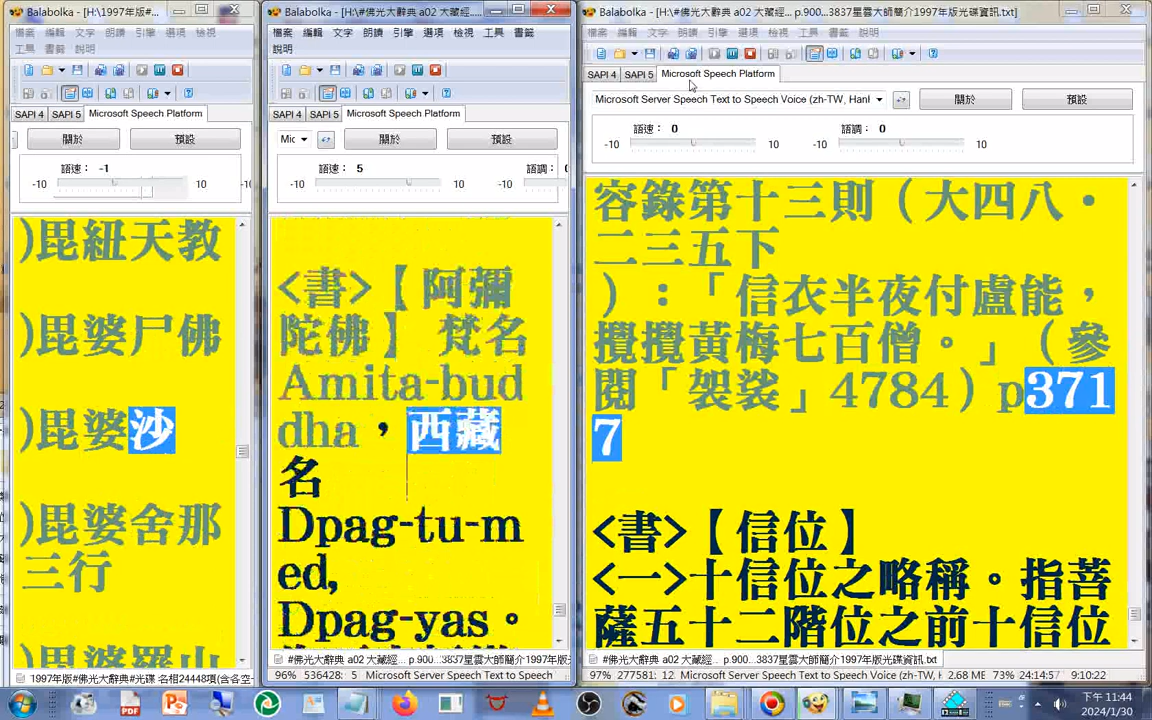 Balabolka - [H:\1997年版#...
檔案 編輯 文字 朗讀 引擎 選項 檢視
工具 書籤 說明
SAPI 4 SAPI 5 Microsoft Speech Platform
關於 預設
語速： -1
-10 10
)毘紐天教
)毘婆尸佛
)毘婆沙
)毘婆舍那
三行
)毘婆羅山
1997年版#佛光大辭典#光碟 名相24448項(含各空
Balabolka - [H:\#佛光大辭典 a02 大藏經...
檔案 編輯 文字 朗讀 引擎 選項 檢視 工具 書籤
說明
SAPI 4 SAPI 5 Microsoft Speech Platform
Mic 關於 預設
語速： 5 語調：
-10 10 -10
<書>【阿彌
陀佛】 梵名
Amita-bud
dha，西藏
名
Dpag-tu-m
ed,
Dpag-yas。
#佛光大辭典 a02 大藏經... p.900...3837星雲大師簡介1997年版光
96% 536428: Microsoft Server Speech Text to Speech
Balabolka - [H:\#佛光大辭典 a02 大藏經... p.900...3837星雲大師簡介1997年版光碟資訊.txt]
檔案 編輯 文字 朗讀 引擎 選項 檢視 工具 書籤 說明
SAPI 4 SAPI 5 Microsoft Speech Platform
Microsoft Server Speech Text to Speech Voice (zh-TW, HanH 關於 預設
語速： 0 語調： 0
-10 10 -10 10
容錄第十三則（大四八・
二三五下
）：「信衣半夜付盧能，
攪攪黃梅七百僧。」（參
閱「袈裟」4784）p371
7
<書>【信位】
<一>十信位之略稱。指菩
薩五十二階位之前十信位
#佛光大辭典 a02 大藏經... p.900...3837星雲大師簡介1997年版光碟資訊.txt
97% 277581: 12 Microsoft Server Speech Text to Speech Voice (zh-TW, H 2.68 MB 73% 24:14:57 9:10:22
下午 11:44
2024/1/30